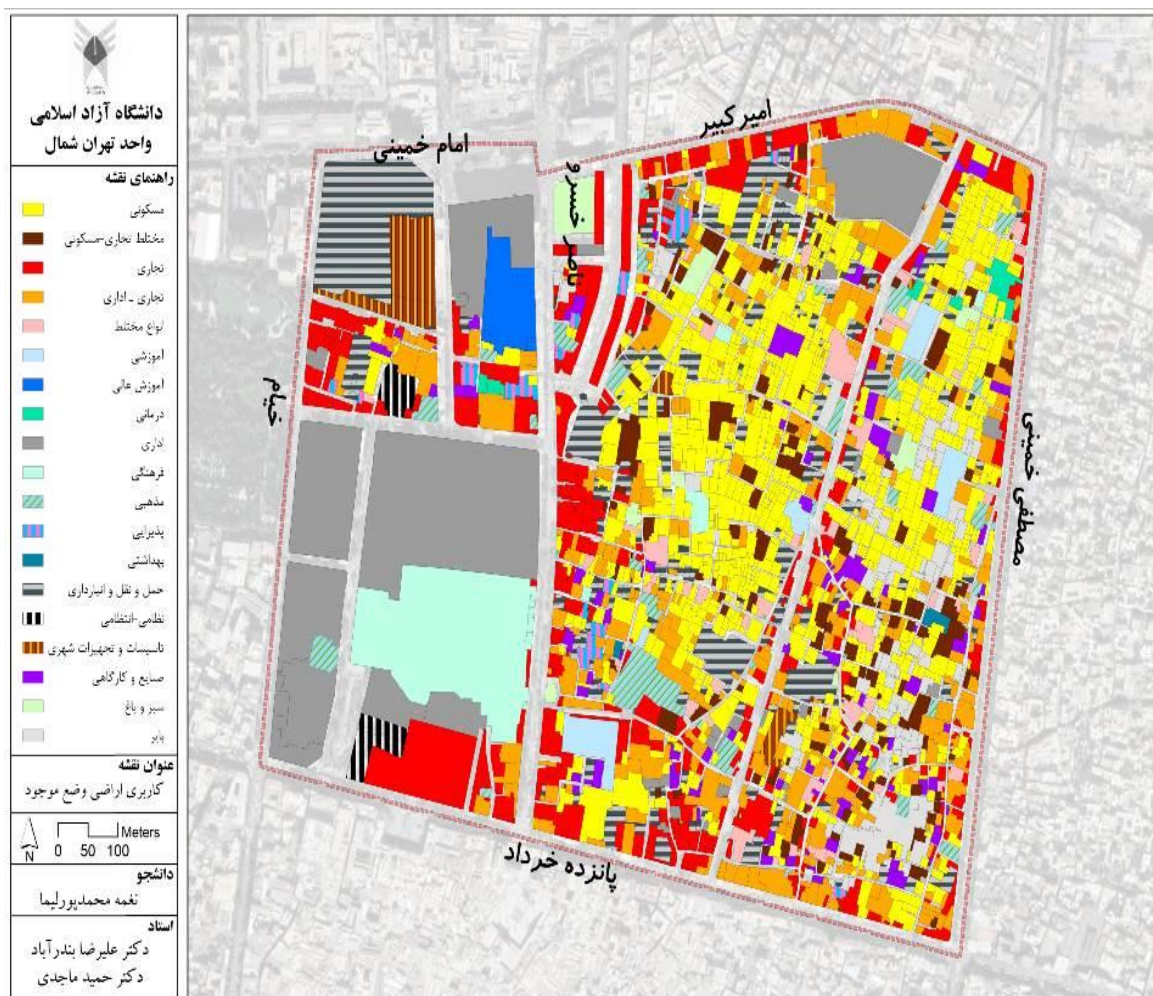 دانشگاه آزاد اسلامی
واحد تهران شمال
راهنمای نقشه
مسکونی
مختلط تجاری-مسکونی
تجاری
تجاری - اداری
انواع مختلط
آموزشی
آموزش عالی
درمانی
اداری
فرهنگی
مذهبی
پذیرایی
بهداشتی
حمل و نقل و انبارداری
نظامی-انتظامی
تاسیسات و تجهیزات شهری
صنایع و کارگاهی
سبز و باغ
بایر
عنوان نقشه
کاربری اراضی وضع موجود
N
Meters
0 50 100
دانشجو
نغمه محمدپورلیما
استاد
دکتر علیرضا بندرآباد
دکتر حمید ماجدی
امام خمینی
امیر کبیر
ناصر خسرو
خیام
مصطفی خمینی
پانزده خرداد